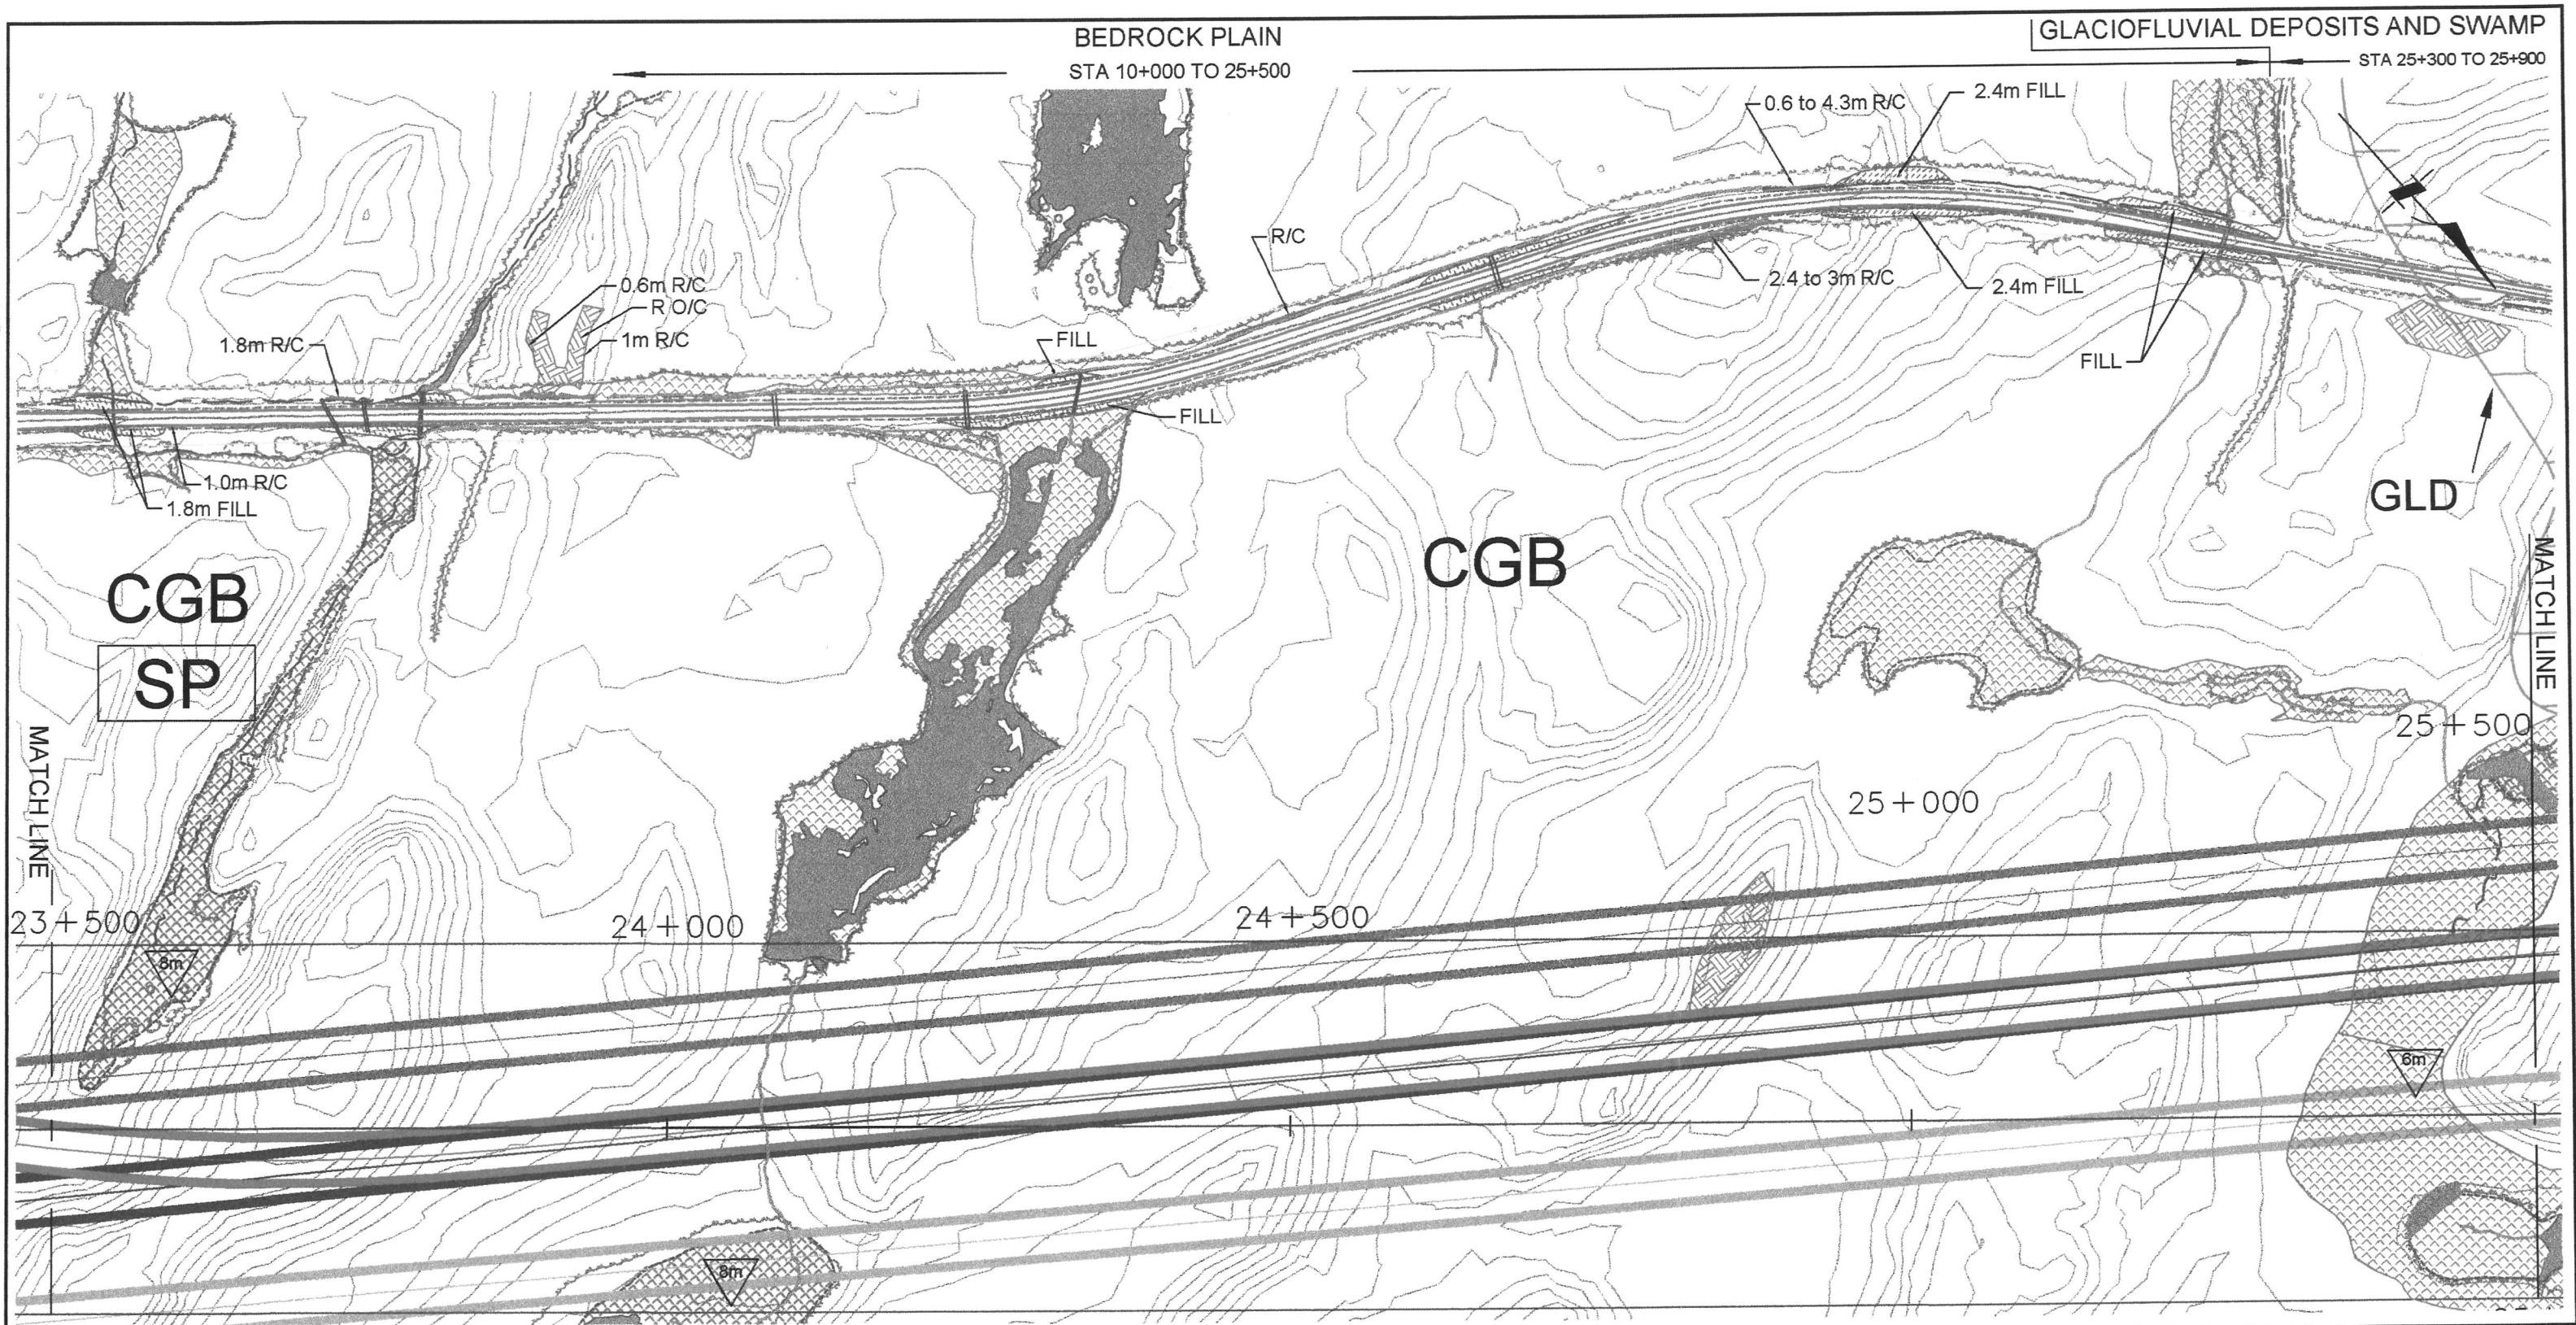 BEDROCK PLAIN
STA 10+000 TO 25+500
GLACIOFLUVIAL DEPOSITS AND SWAMP
STA 25+300 TO 25+900
0.6 to 4.3m R/C
2.4m FILL
R/C
2.4 to 3m R/C
2.4m FILL
0.6m R/C
R O/C
1m R/C
1.8m R/C
FILL
FILL
FILL
1.0m R/C
1.8m FILL
GLD
CGB
CGB
SP
MATCH LINE
MATCH LINE
25+500
25+000
23+500
24+000
24+500
8m
6m
8m